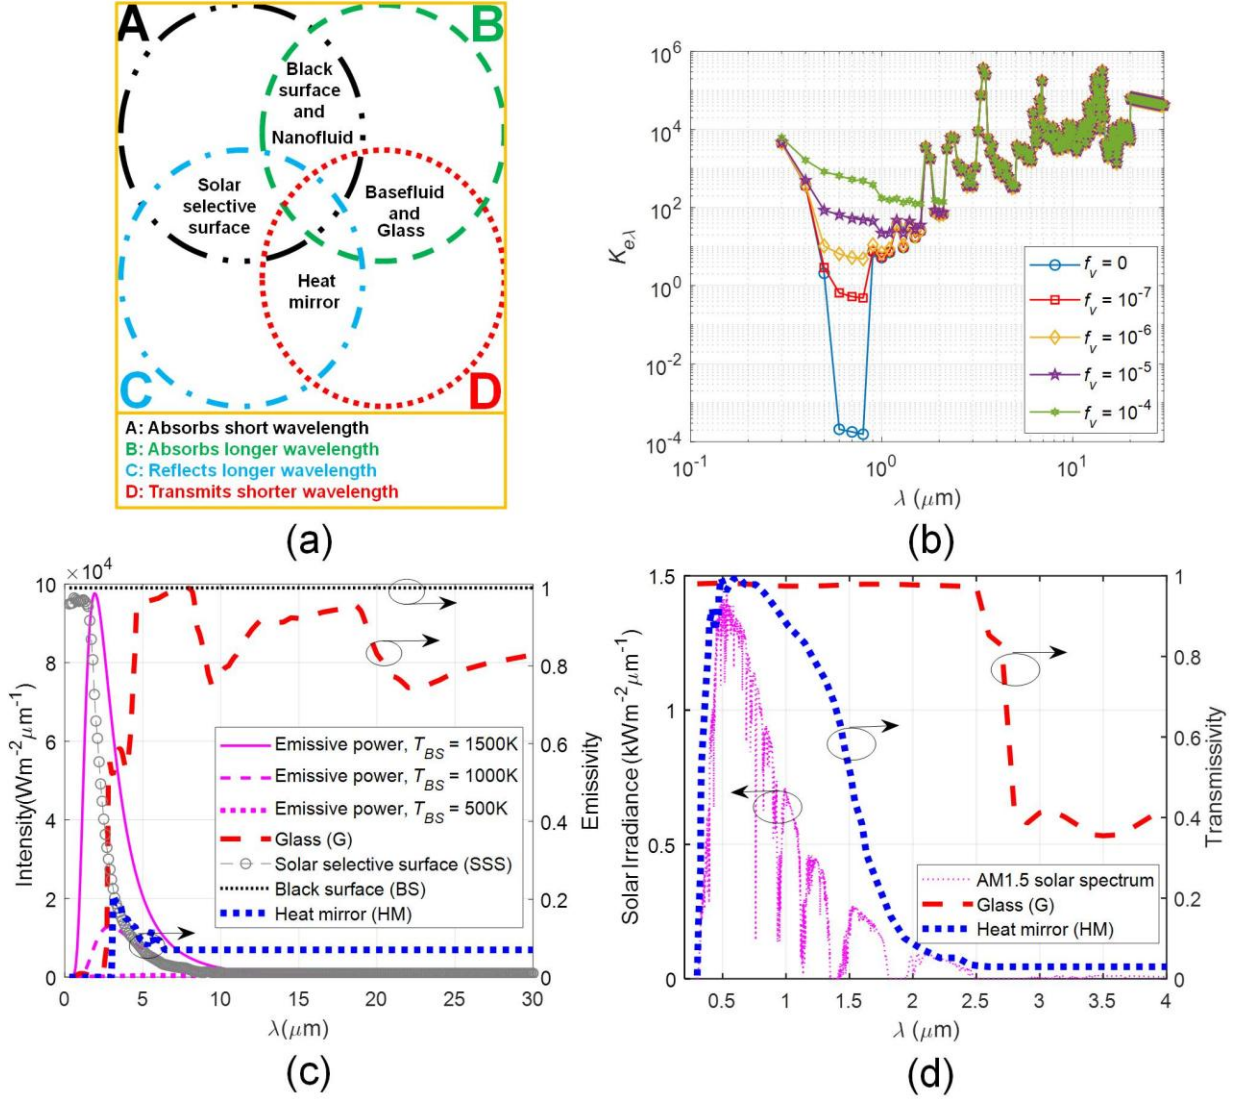 A
B
Black
surface
and
Nanofluid
Solar
selective
surface
Basefluid
and
Glass
Heat
mirror
C
D
A: Absorbs short wavelength
B: Absorbs longer wavelength
C: Reflects longer wavelength
D: Transmits shorter wavelength
(a)
10^6
10^4
10^2
10^0
10^-2
10^-4
K_eλ
f_v = 0
f_v = 10^-7
f_v = 10^-6
f_v = 10^-5
f_v = 10^-4
10^-1
10^0
10^1
λ (μm)
(b)
×10^4
10
8
6
4
2
0
Intensity(Wm^-2μm^-1)
Emissive power, T_BS = 1500K
Emissive power, T_BS = 1000K
Emissive power, T_BS = 500K
Glass (G)
Solar selective surface (SSS)
Black surface (BS)
Heat mirror (HM)
1
0.8
0.6
0.4
0.2
0
Emissivity
0 5 10 15 20 25 30
λ(μm)
(c)
1.5
1
0.5
0
Solar Irradiance(kWm^-2μm^-1)
AM1.5 solar spectrum
Glass (G)
Heat mirror (HM)
1
0.8
0.6
0.4
0.2
0
Transmissivity
0.5 1 1.5 2 2.5 3 3.5 4
λ (μm)
(d)